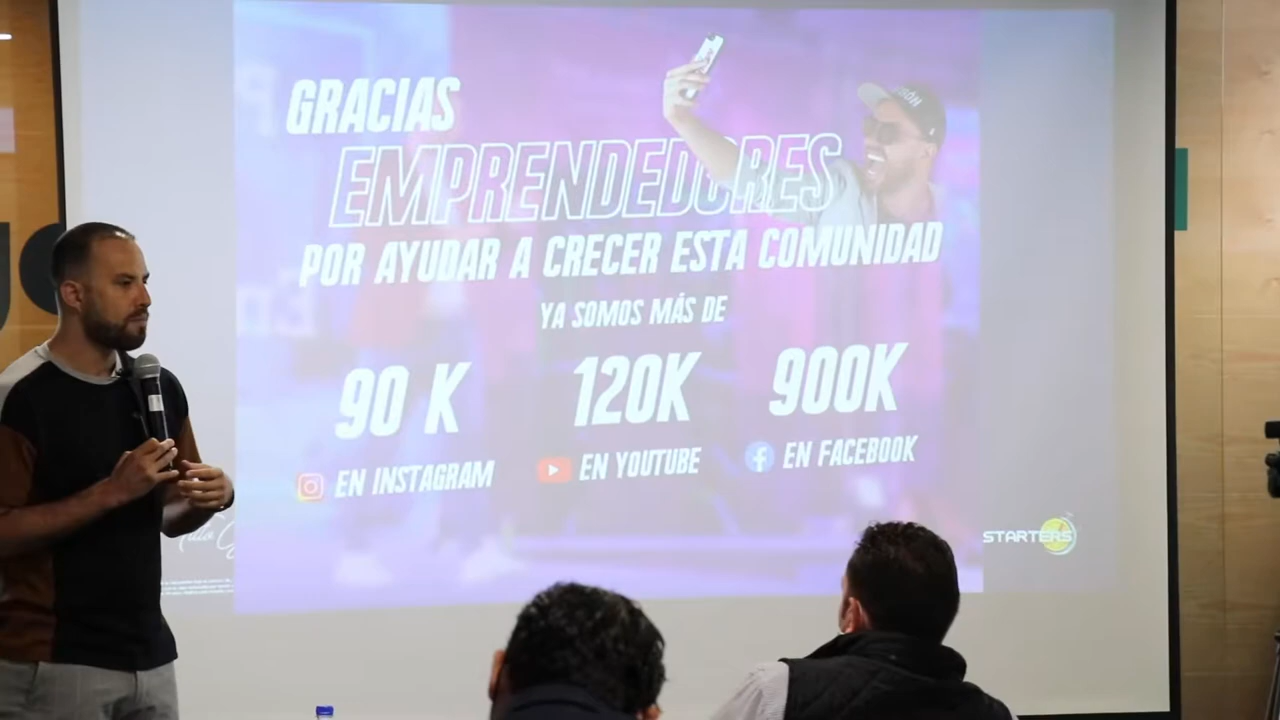 GRACIAS
EMPRENDEDORES
POR AYUDAR A CRECER ESTA COMUNIDAD
YA SOMOS MÁS DE
90 K
120K
900K
EN INSTAGRAM
EN YOUTUBE
EN FACEBOOK
STARTERS